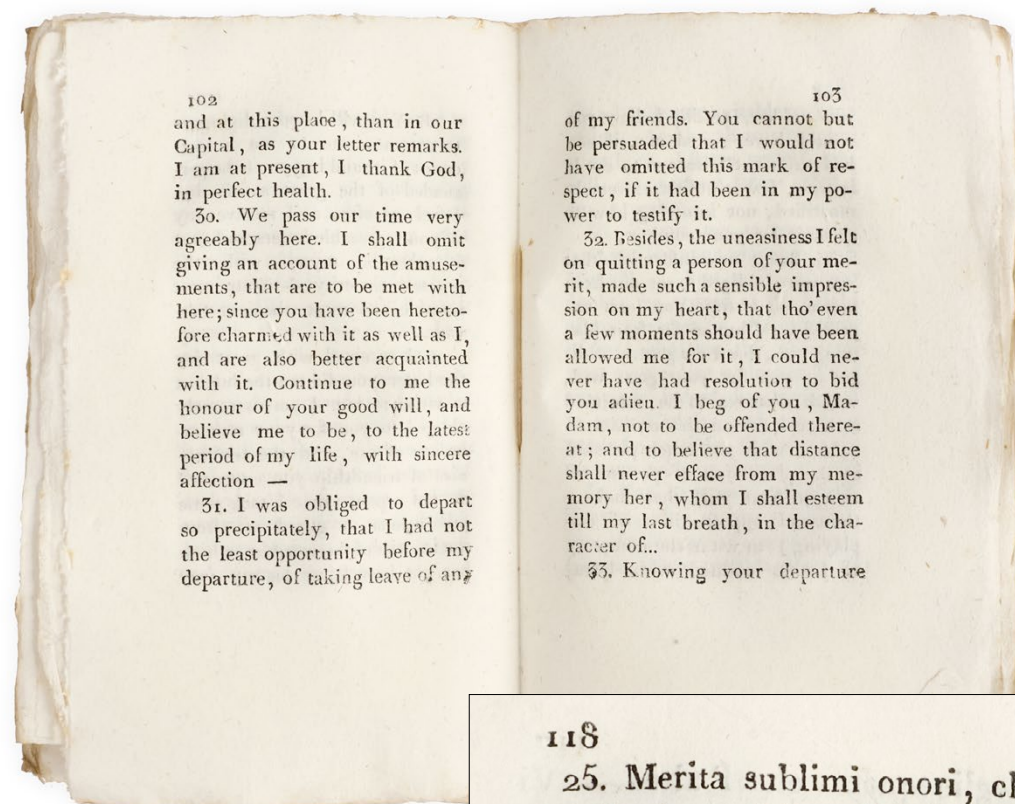 102
and at this place, than in our
Capital, as your letter remarks.
I am at present, I thank God,
in perfect health.
30. We pass our time very
agreeably here. I shall omit
giving an account of the amuse-
ments, that are to be met with
here; since you have been hereto-
fore charmed with it as well as I,
and are also better acquainted
with it. Continue to me the
honour of your good will, and
believe me to be, to the latest
period of my life, with sincere
affection —
31. I was obliged to depart
so precipitately, that I had not
the least opportunity before my
departure, of taking leave of any
103
of my friends. You cannot but
be persuaded that I would not
have omitted this mark of re-
spect, if it had been in my po-
wer to testify it.
32. Besides, the uneasiness I felt
on quitting a person of your me-
rit, made such a sensible impres-
sion on my heart, that tho' even
a few moments should have been
allowed me for it, I could ne-
ver have had resolution to bid
you adieu. I beg of you, Ma-
dam, not to be offended there-
at; and to believe that distance
shall never efface from my me-
mory her, whom I shall esteem
till my last breath, in the cha-
racter of...
33. Knowing your departure
118
25. Merita sublimi onori,